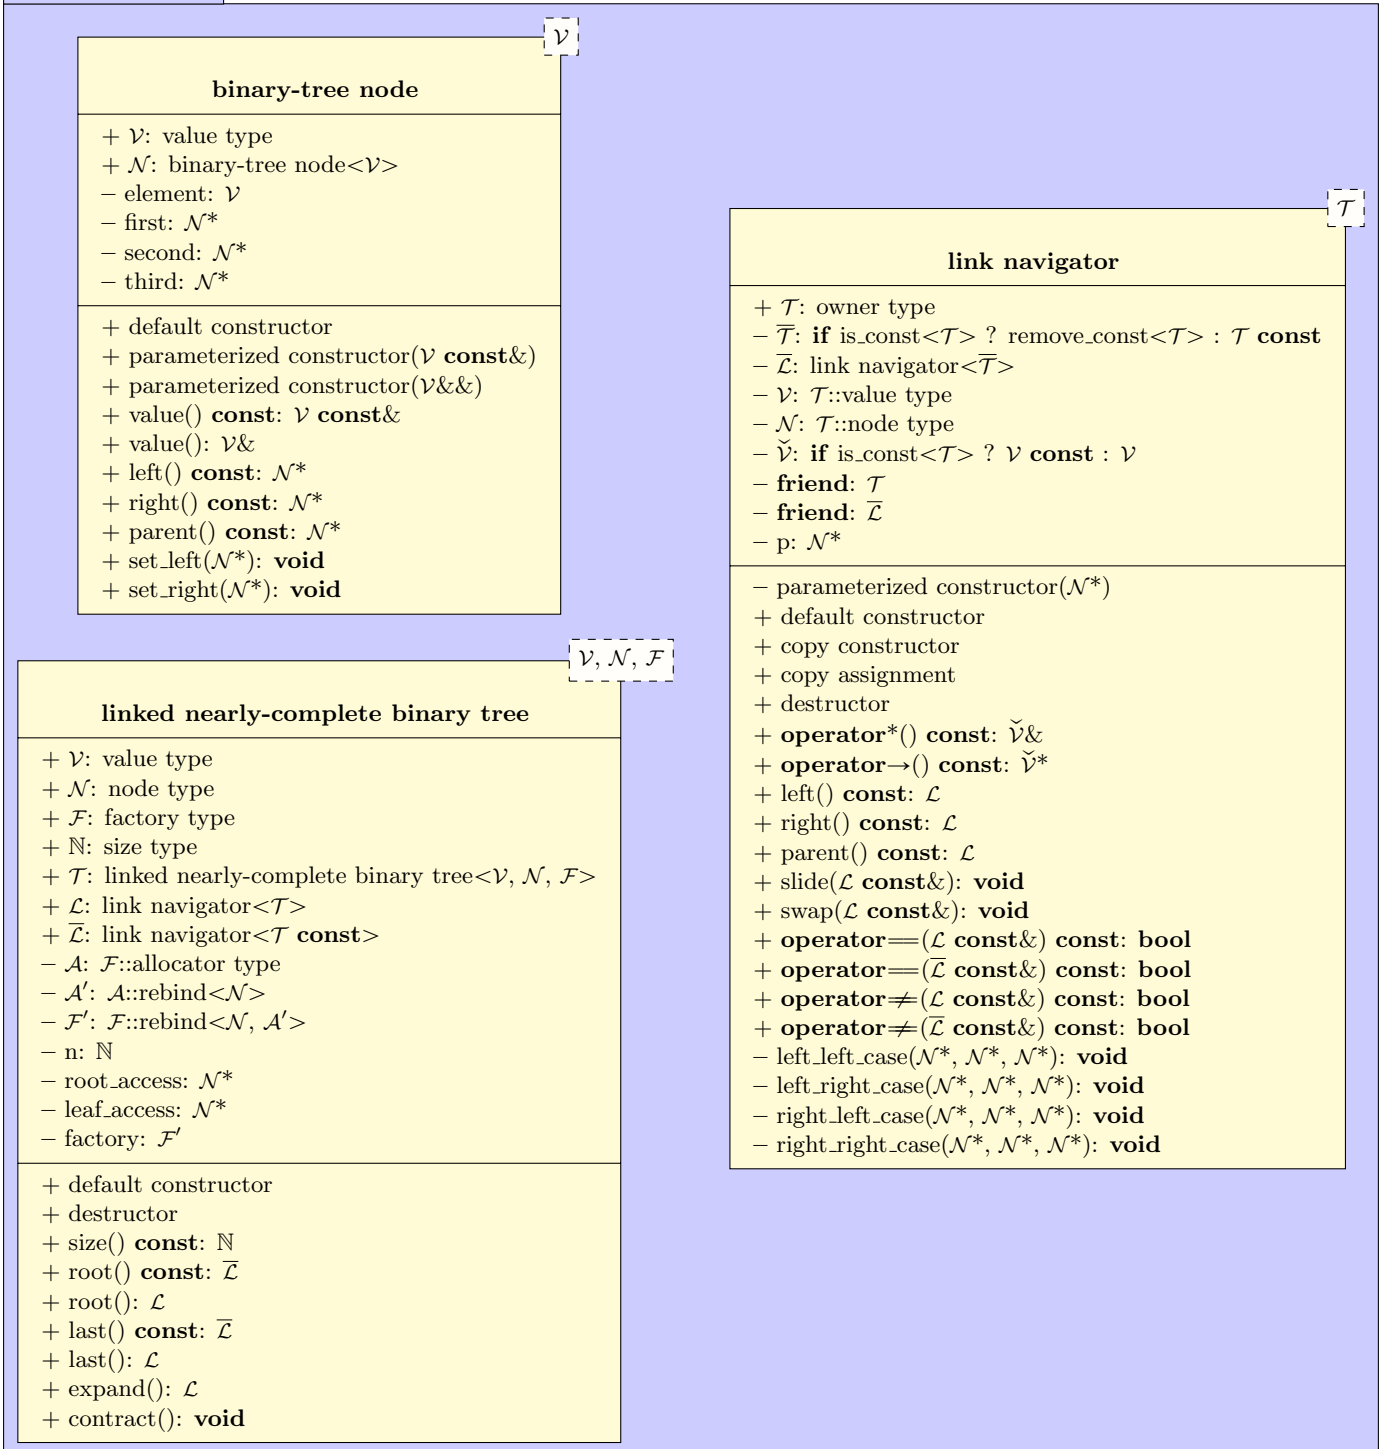 𝒱
binary-tree node
+ 𝒱: value type
+ 𝒩: binary-tree node<𝒱>
− element: 𝒱
− first: 𝒩*
− second: 𝒩*
− third: 𝒩*
+ default constructor
+ parameterized constructor(𝒱 const&)
+ parameterized constructor(𝒱&&)
+ value() const: 𝒱 const&
+ value(): 𝒱&
+ left() const: 𝒩*
+ right() const: 𝒩*
+ parent() const: 𝒩*
+ set_left(𝒩*): void
+ set_right(𝒩*): void
𝒱, 𝒩, ℱ
linked nearly-complete binary tree
+ 𝒱: value type
+ 𝒩: node type
+ ℱ: factory type
+ ℕ: size type
+ 𝒯: linked nearly-complete binary tree<𝒱, 𝒩, ℱ>
+ ℒ: link navigator<𝒯>
+ ℒ̅: link navigator<𝒯 const>
− 𝒜: ℱ::allocator type
− 𝒜′: 𝒜::rebind<𝒩>
− ℱ′: ℱ::rebind<𝒩, 𝒜′>
− n: ℕ
− root_access: 𝒩*
− leaf_access: 𝒩*
− factory: ℱ′
+ default constructor
+ destructor
+ size() const: ℕ
+ root() const: ℒ̅
+ root(): ℒ
+ last() const: ℒ̅
+ last(): ℒ
+ expand(): ℒ
+ contract(): void
𝒯
link navigator
+ 𝒯: owner type
− 𝒯̅: if is_const<𝒯> ? remove_const<𝒯> : 𝒯 const
− ℒ̅: link navigator<𝒯̅>
− 𝒱: 𝒯::value type
− 𝒩: 𝒯::node type
− 𝒱̌: if is_const<𝒯> ? 𝒱 const : 𝒱
− friend: 𝒯
− friend: ℒ̅
− p: 𝒩*
− parameterized constructor(𝒩*)
+ default constructor
+ copy constructor
+ copy assignment
+ destructor
+ operator*() const: 𝒱̌&
+ operator→() const: 𝒱̌*
+ left() const: ℒ
+ right() const: ℒ
+ parent() const: ℒ
+ slide(ℒ const&): void
+ swap(ℒ const&): void
+ operator==(ℒ const&) const: bool
+ operator==(ℒ̅ const&) const: bool
+ operator≠(ℒ const&) const: bool
+ operator≠(ℒ̅ const&) const: bool
− left_left_case(𝒩*, 𝒩*, 𝒩*): void
− left_right_case(𝒩*, 𝒩*, 𝒩*): void
− right_left_case(𝒩*, 𝒩*, 𝒩*): void
− right_right_case(𝒩*, 𝒩*, 𝒩*): void